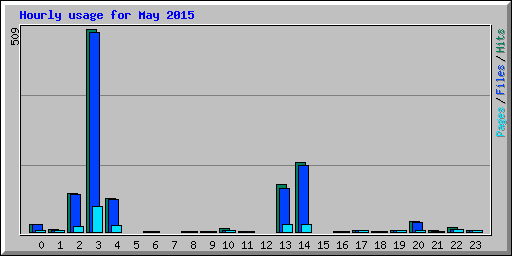 Hourly usage for May 2015
509
Pages/Files/Hits
0 1 2 3 4 5 6 7 8 9 10 11 12 13 14 15 16 17 18 19 20 21 22 23